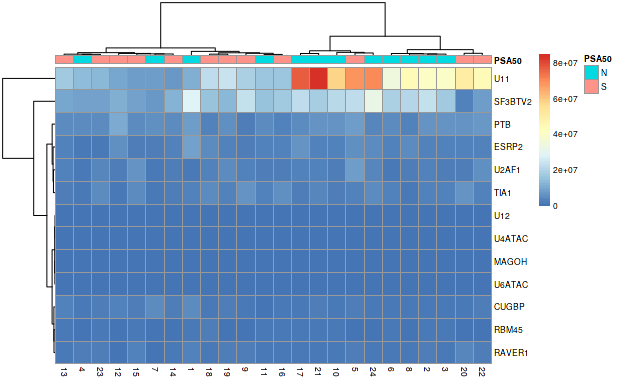 PSA50
PSA50
N
S
8e+07
6e+07
4e+07
2e+07
0
U11
SF3BTV2
PTB
ESRP2
U2AF1
TIA1
U12
U4ATAC
MAGOH
U6ATAC
CUGBP
RBM45
RAVER1
13 4 23 12 15 7 14 1 18 19 9 11 16 17 21 10 5 24 6 8 2 3 20 22